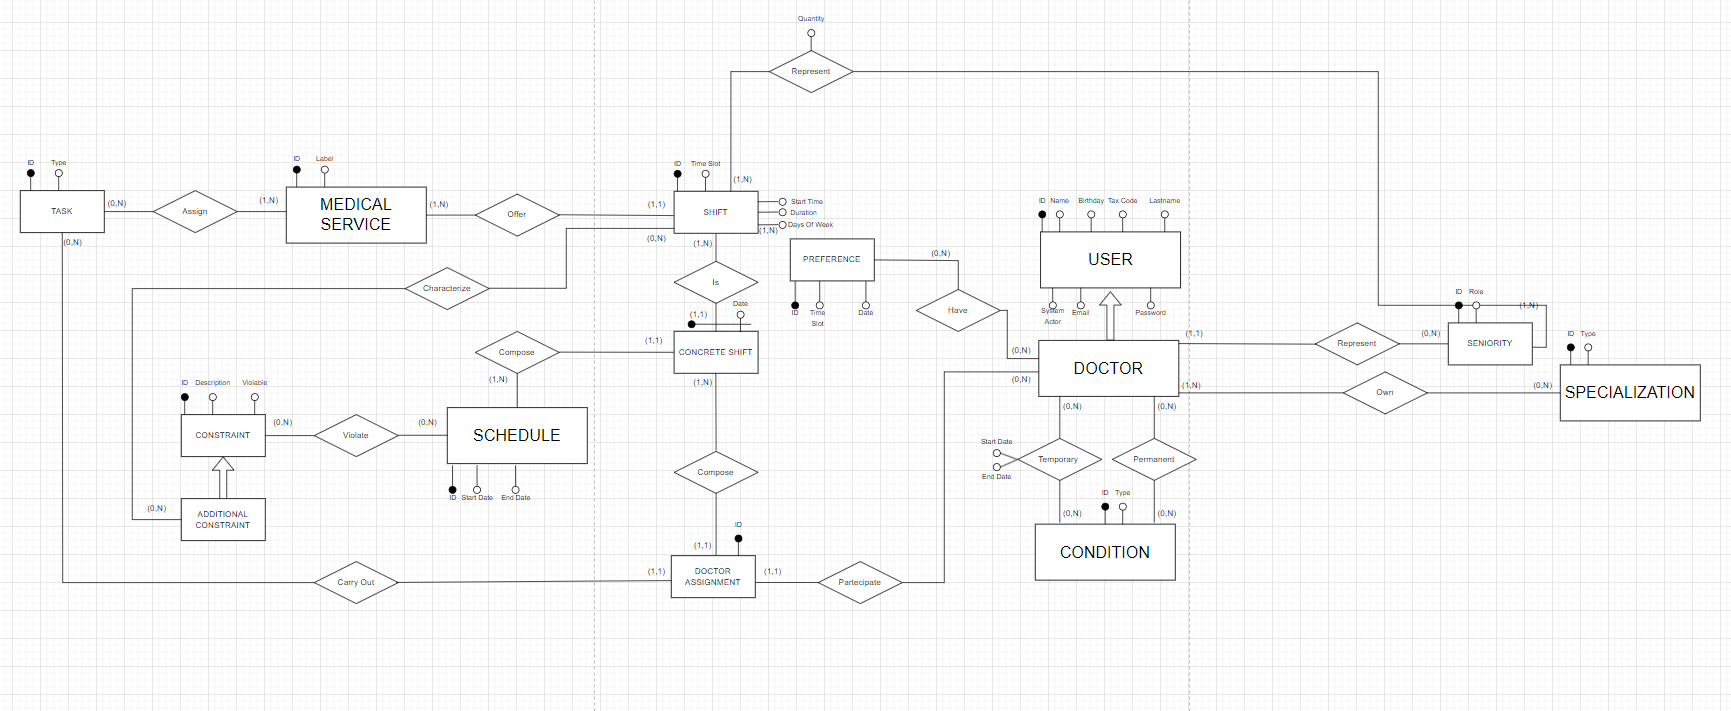 Quantity
Represent
ID Type
TASK
(0,N)
(0,N)
Assign
(1,N)
ID Label
MEDICAL
SERVICE
(1,N)
Offer
(1,1)
ID Time Slot
(1,N)
SHIFT
Start Time
Duration
Days Of Week
(1,N)
(0,N)
(1,N)
Characterize
Is
Date
(1,1)
CONCRETE SHIFT
(1,1)
(1,N)
PREFERENCE
ID Time
Slot
Date
(0,N)
Have
(0,N)
ID Name Birthday Tax Code Lastname
USER
System
Actor
Email
Password
DOCTOR
(0,N)
(1,1)
(1,N)
(0,N)
(0,N)
Represent
(0,N)
ID Role
(1,N)
SENIORITY
Own
(0,N)
ID Type
SPECIALIZATION
Compose
(1,N)
ID Description Violable
CONSTRAINT
(0,N)
Violate
(0,N)
SCHEDULE
ID Start Date End Date
(0,N)
ADDITIONAL
CONSTRAINT
Compose
(1,1)
ID
DOCTOR
ASSIGNMENT
(1,1)
(1,1)
Carry Out
Partecipate
Start Date
End Date
Temporary
Permanent
(0,N)
(0,N)
ID Type
CONDITION